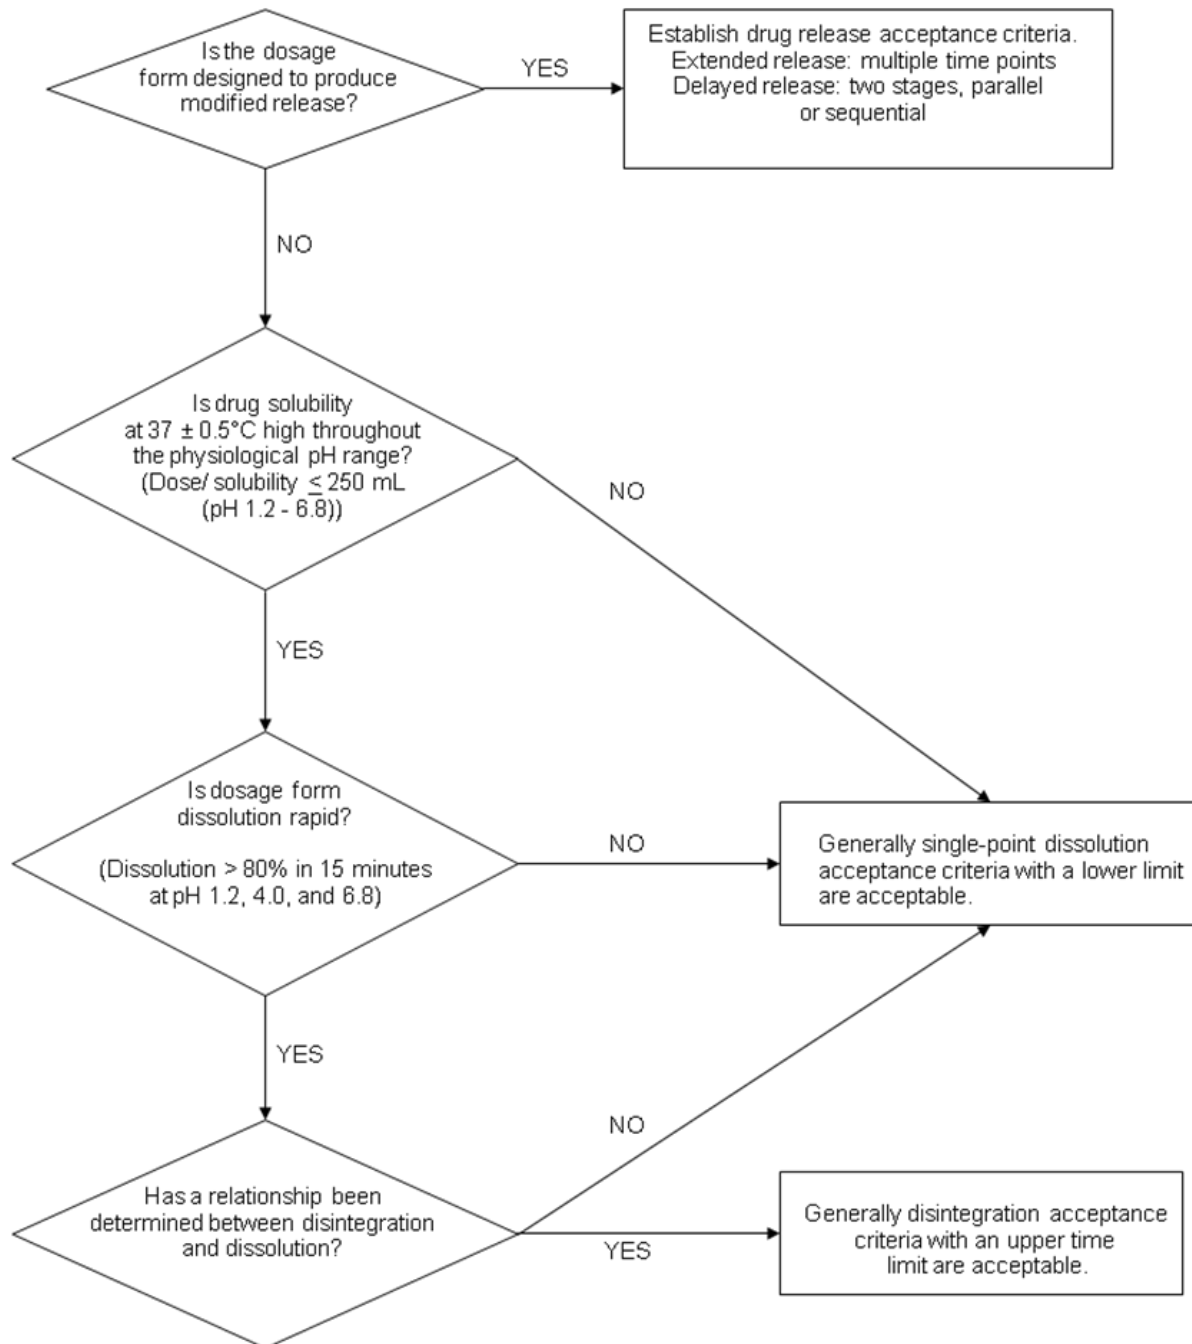 Is the dosage
form designed to produce
modified release?
YES
Establish drug release acceptance criteria.
Extended release: multiple time points
Delayed release: two stages, parallel
or sequential
NO
Is drug solubility
at 37 ± 0.5°C high throughout
the physiological pH range?
(Dose/ solubility ≤ 250 mL
(pH 1.2 - 6.8))
NO
YES
Is dosage form
dissolution rapid?
(Dissolution > 80% in 15 minutes
at pH 1.2, 4.0, and 6.8)
NO
Generally single-point dissolution
acceptance criteria with a lower limit
are acceptable.
YES
NO
Has a relationship been
determined between disintegration
and dissolution?
YES
Generally disintegration acceptance
criteria with an upper time
limit are acceptable.